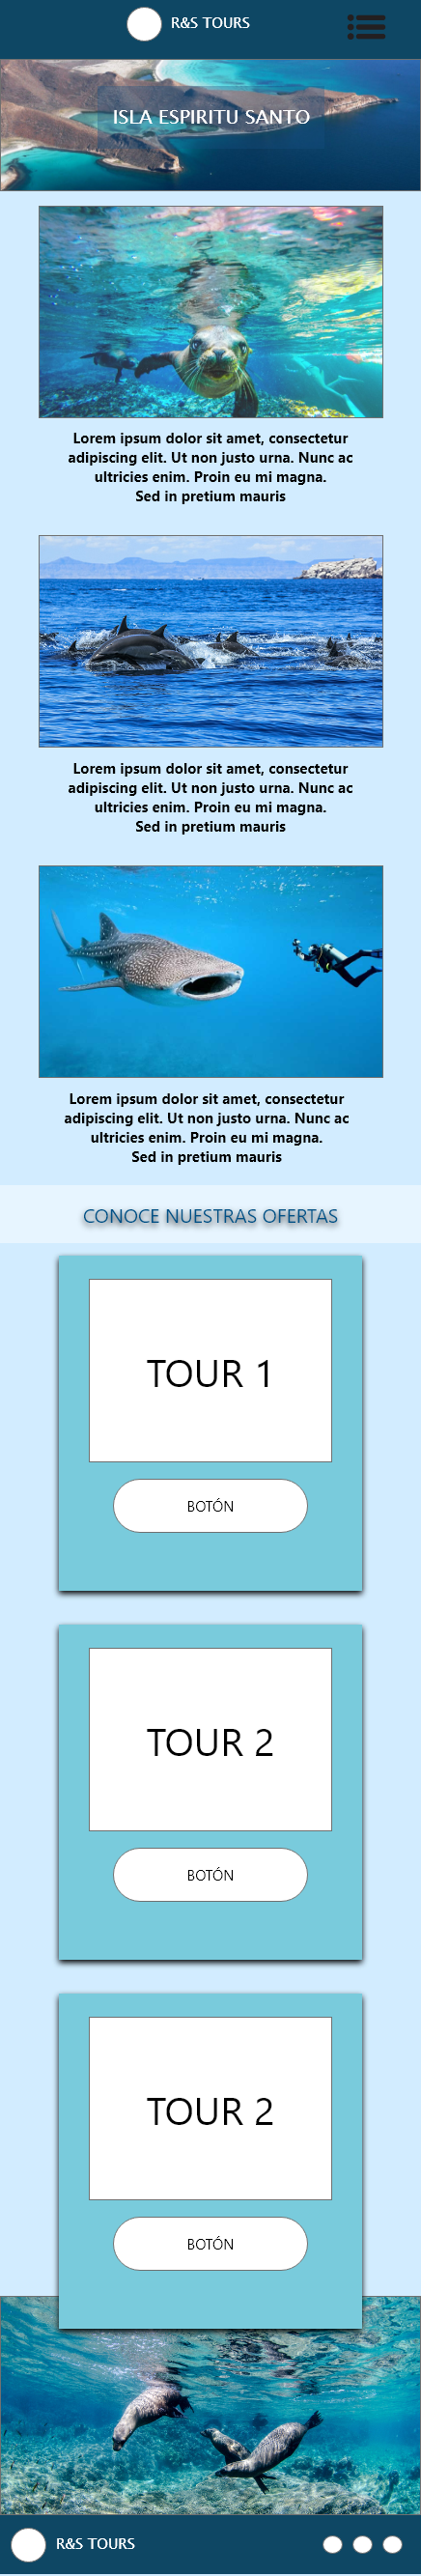 R&S TOURS
ISLA ESPIRITU SANTO
Lorem ipsum dolor sit amet, consectetur
adipiscing elit. Ut non justo urna. Nunc ac
ultricies enim. Proin eu mi magna.
Sed in pretium mauris
Lorem ipsum dolor sit amet, consectetur
adipiscing elit. Ut non justo urna. Nunc ac
ultricies enim. Proin eu mi magna.
Sed in pretium mauris
Lorem ipsum dolor sit amet, consectetur
adipiscing elit. Ut non justo urna. Nunc ac
ultricies enim. Proin eu mi magna.
Sed in pretium mauris
CONOCE NUESTRAS OFERTAS
TOUR 1
BOTÓN
TOUR 2
BOTÓN
TOUR 2
BOTÓN
R&S TOURS